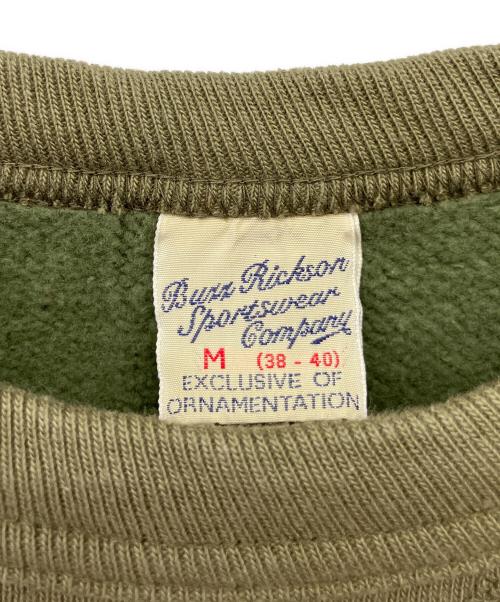 Buzz Rickson
Sportswear
Company
M (38 - 40)
EXCLUSIVE OF
ORNAMENTATION